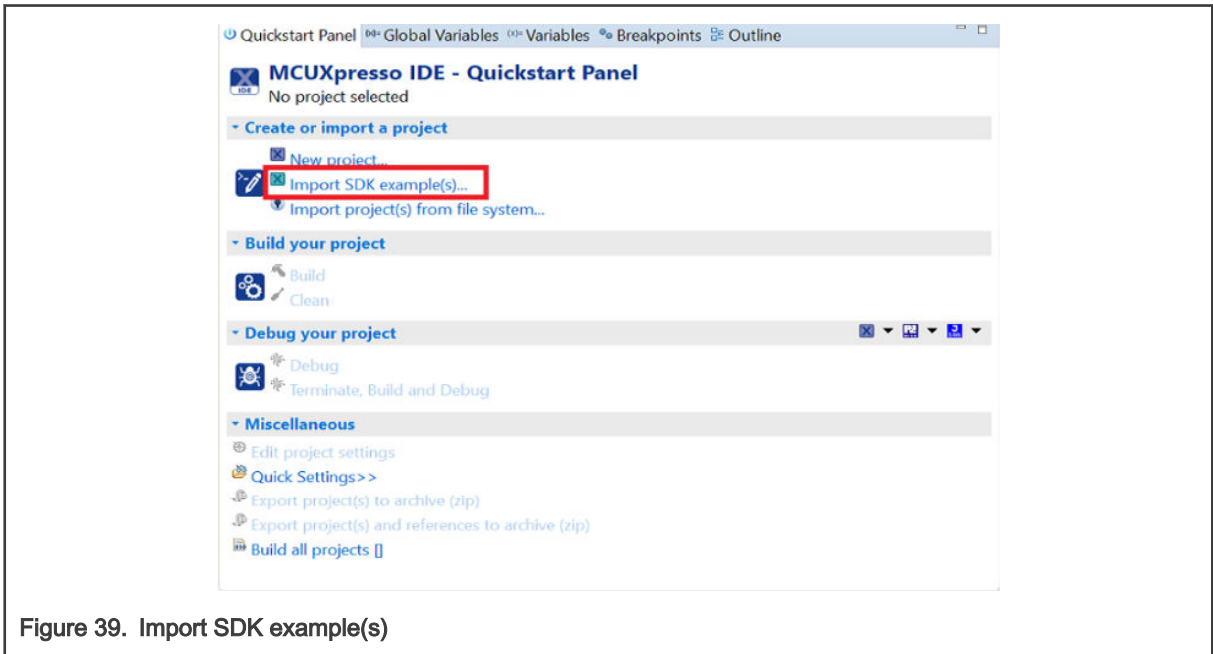 Quickstart Panel (x)= Global Variables (x)= Variables Breakpoints Outline
MCUXpresso IDE - Quickstart Panel
IDE
No project selected
Create or import a project
New project...
Import SDK example(s)...
Import project(s) from file system...
Build your project
Build
Clean
Debug your project
Debug
Terminate, Build and Debug
Miscellaneous
Edit project settings
Quick Settings>>
Export project(s) to archive (zip)
Export project(s) and references to archive (zip)
Build all projects []
Figure 39. Import SDK example(s)